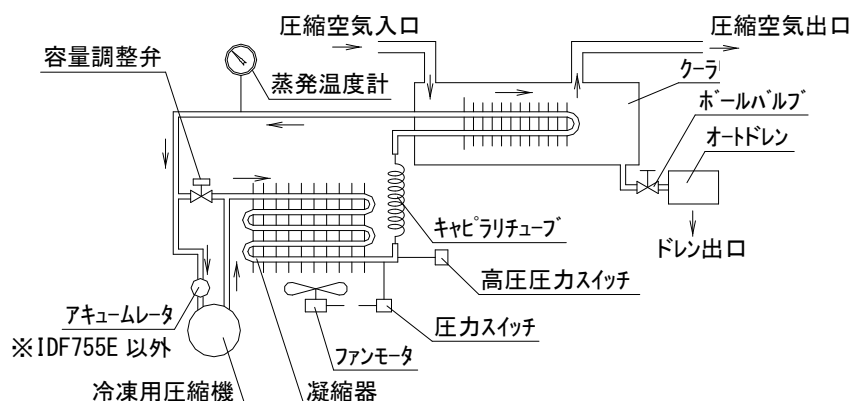 圧縮空気入口
圧縮空気出口
容量調整弁
蒸発温度計
クーラ
ボールバルブ
オートドレン
キャピラリチューブ
ドレン出口
高圧圧力スイッチ
アキュームレータ
圧力スイッチ
※IDF755E 以外
ファンモータ
冷凍用圧縮機
凝縮器